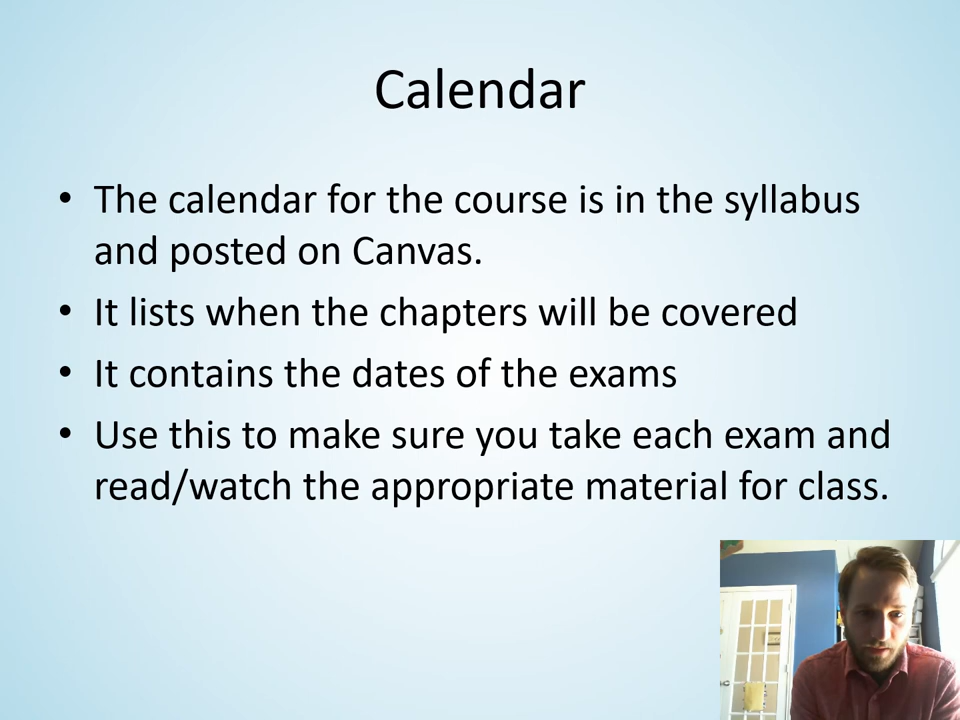 Calendar
• The calendar for the course is in the syllabus
and posted on Canvas.
• It lists when the chapters will be covered
• It contains the dates of the exams
• Use this to make sure you take each exam and
read/watch the appropriate material for class.